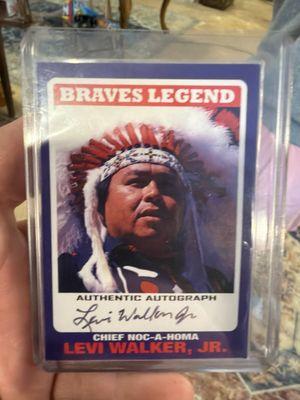 BRAVES LEGEND
AUTHENTIC AUTOGRAPH
Levi Walker Jr
CHIEF NOC-A-HOMA
LEVI WALKER, JR.